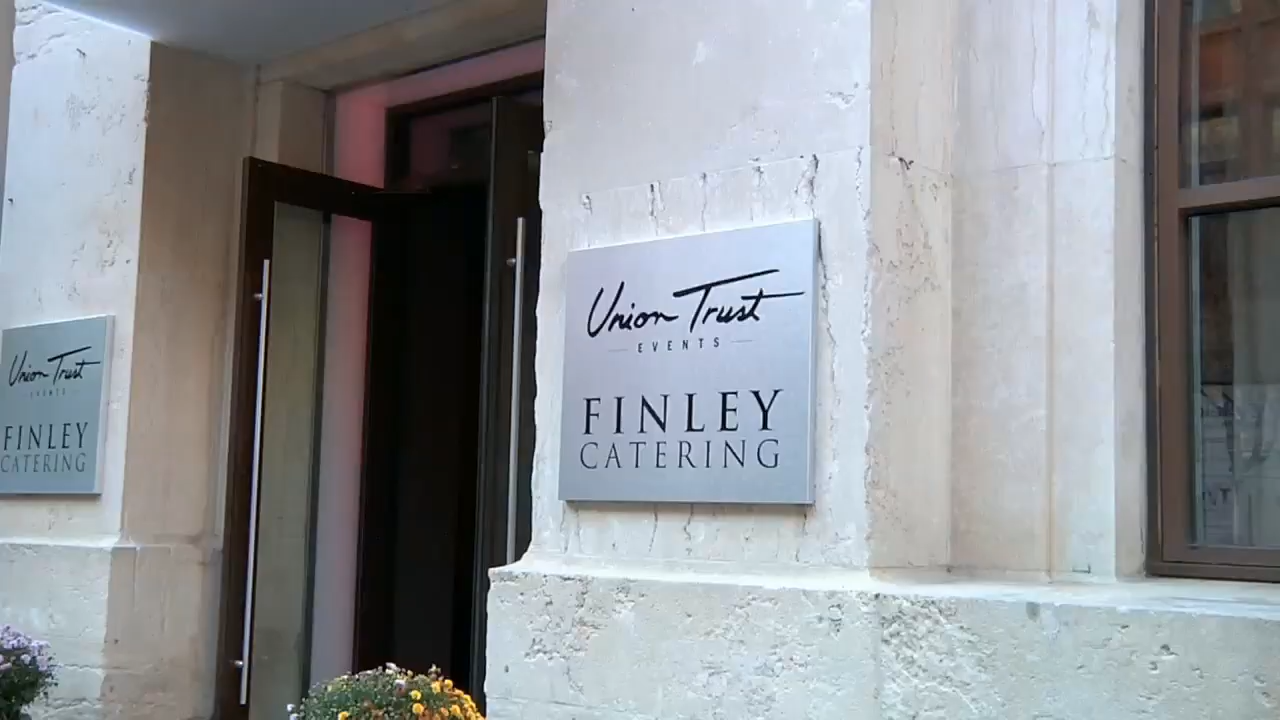 Union Trust
EVENTS
FINLEY
CATERING
Union Trust
EVENTS
FINLEY
CATERING